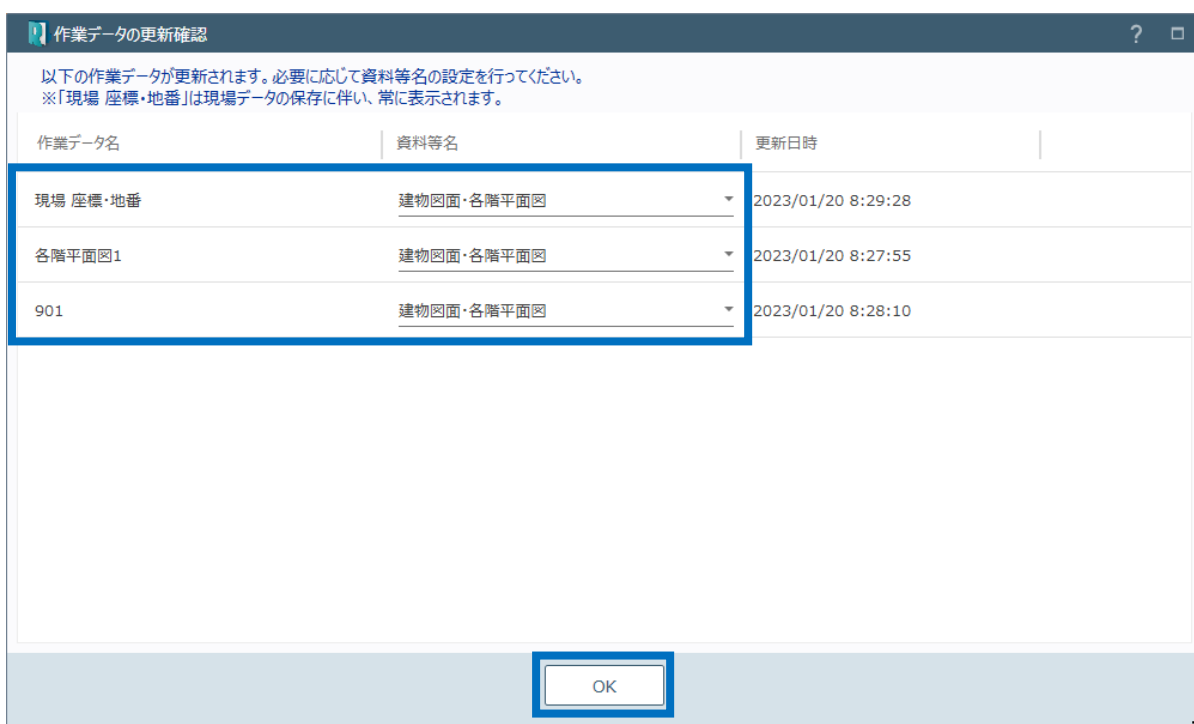 作業データの更新確認 ?
以下の作業データが更新されます。必要に応じて資料等名の設定を行ってください。
※「現場 座標・地番」は現場データの保存に伴い、常に表示されます。
作業データ名 資料等名 更新日時
現場 座標・地番 建物図面・各階平面図 2023/01/20 8:29:28
各階平面図1 建物図面・各階平面図 2023/01/20 8:27:55
901 建物図面・各階平面図 2023/01/20 8:28:10
OK